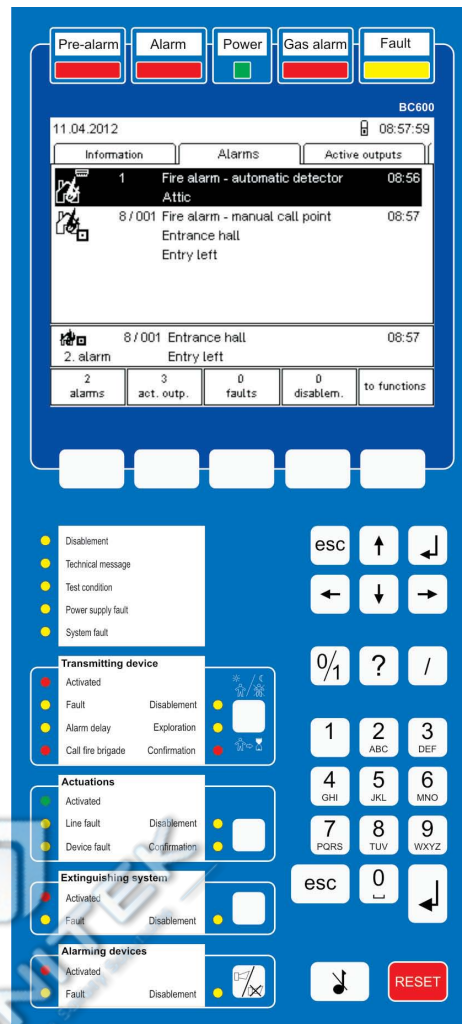 Pre-alarm Alarm Power Gas alarm Fault
BC600
11.04.2012 08:57:59
Information Alarms Active outputs
1 Fire alarm - automatic detector 08:56
Attic
8/001 Fire alarm - manual call point 08:57
Entrance hall
Entry left
8/001 Entrance hall 08:57
2. alarm Entry left
2 3 0 0 to functions
alarms act. outp. faults disablem.
Disablement
Technical message
Test condition
Power supply fault
System fault
esc
0/1 ? /
Transmitting device
Activated
Fault Disablement
Alarm delay Exploration
Call fire brigade Confirmation
1 2 3
ABC DEF
4 5 6
GHI JKL MNO
7 8 9
PQRS TUV WXYZ
esc 0
Actuations
Activated
Line fault Disablement
Device fault Confirmation
Extinguishing system
Activated
Fault Disablement
Alarming devices
Activated
Fault Disablement
RESET